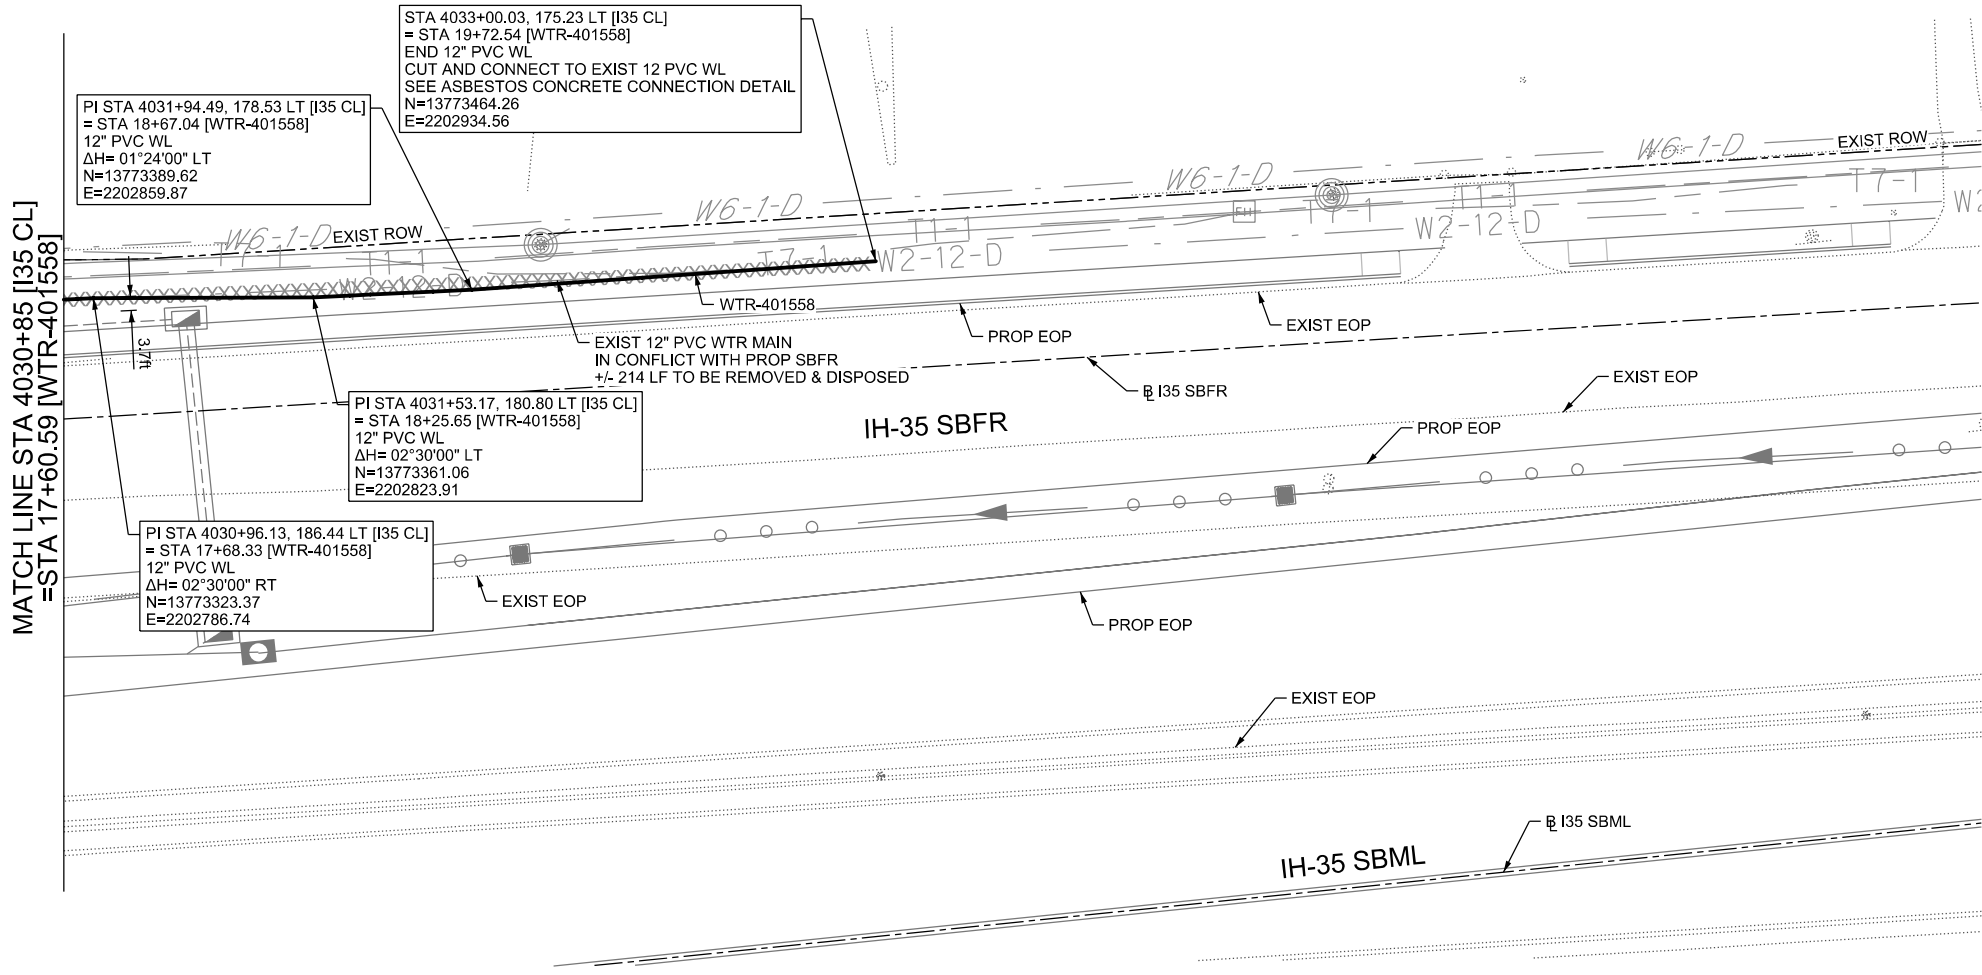 MATCH LINE STA 4030+85 [I35 CL]
=STA 17+60.59 [WTR-401558]
STA 4033+00.03, 175.23 LT [I35 CL]
= STA 19+72.54 [WTR-401558]
END 12" PVC WL
CUT AND CONNECT TO EXIST 12 PVC WL
SEE ASBESTOS CONCRETE CONNECTION DETAIL
N=13773464.26
E=2202934.56
PI STA 4031+94.49, 178.53 LT [I35 CL]
= STA 18+67.04 [WTR-401558]
12" PVC WL
ΔH= 01°24'00" LT
N=13773389.62
E=2202859.87
EXIST ROW
W6-1-D
W6-1-D
W6-1-D
W6-1-D
EXIST ROW
T7-1
T1-1
T7-1
T1-1
FH
T7-1
T1-1
T7-1
W2-12-D
W2-12-D
W2-12-D
W2
WTR-401558
PROP EOP
EXIST EOP
3.7ft
EXIST 12" PVC WTR MAIN
IN CONFLICT WITH PROP SBFR
+/- 214 LF TO BE REMOVED & DISPOSED
BL I35 SBFR
EXIST EOP
PI STA 4031+53.17, 180.80 LT [I35 CL]
= STA 18+25.65 [WTR-401558]
12" PVC WL
ΔH= 02°30'00" LT
N=13773361.06
E=2202823.91
IH-35 SBFR
PROP EOP
PI STA 4030+96.13, 186.44 LT [I35 CL]
= STA 17+68.33 [WTR-401558]
12" PVC WL
ΔH= 02°30'00" RT
N=13773323.37
E=2202786.74
EXIST EOP
PROP EOP
EXIST EOP
BL I35 SBML
IH-35 SBML